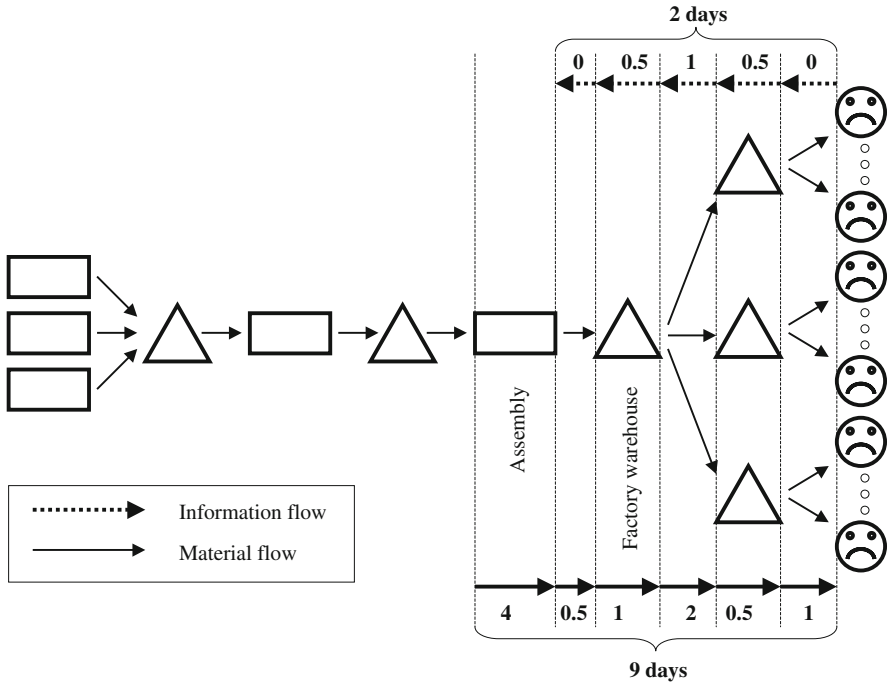 2 days
0 0.5 1 0.5 0
Assembly
Factory warehouse
Information flow
Material flow
4 0.5 1 2 0.5 1
9 days